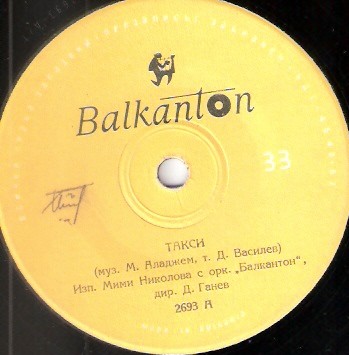 Balkanton
33
ТАКСИ
(муз. М. Аладжем, т. Д. Василев)
Изп. Мими Николова с орк. „Балкантон",
дир. Д. Ганев
2693 А